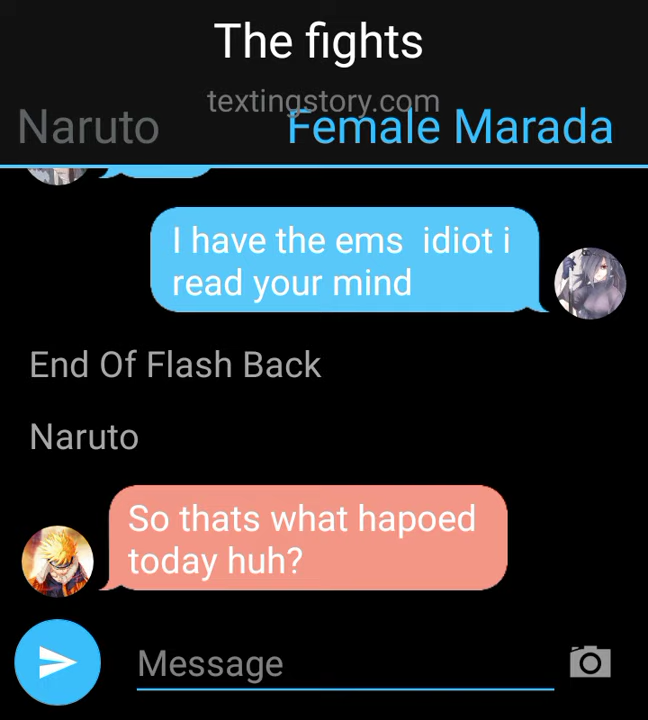 The fights
textingstory.com
Naruto Female Marada
I have the ems idiot i
read your mind
End Of Flash Back
Naruto
So thats what hapoed
today huh?
Message